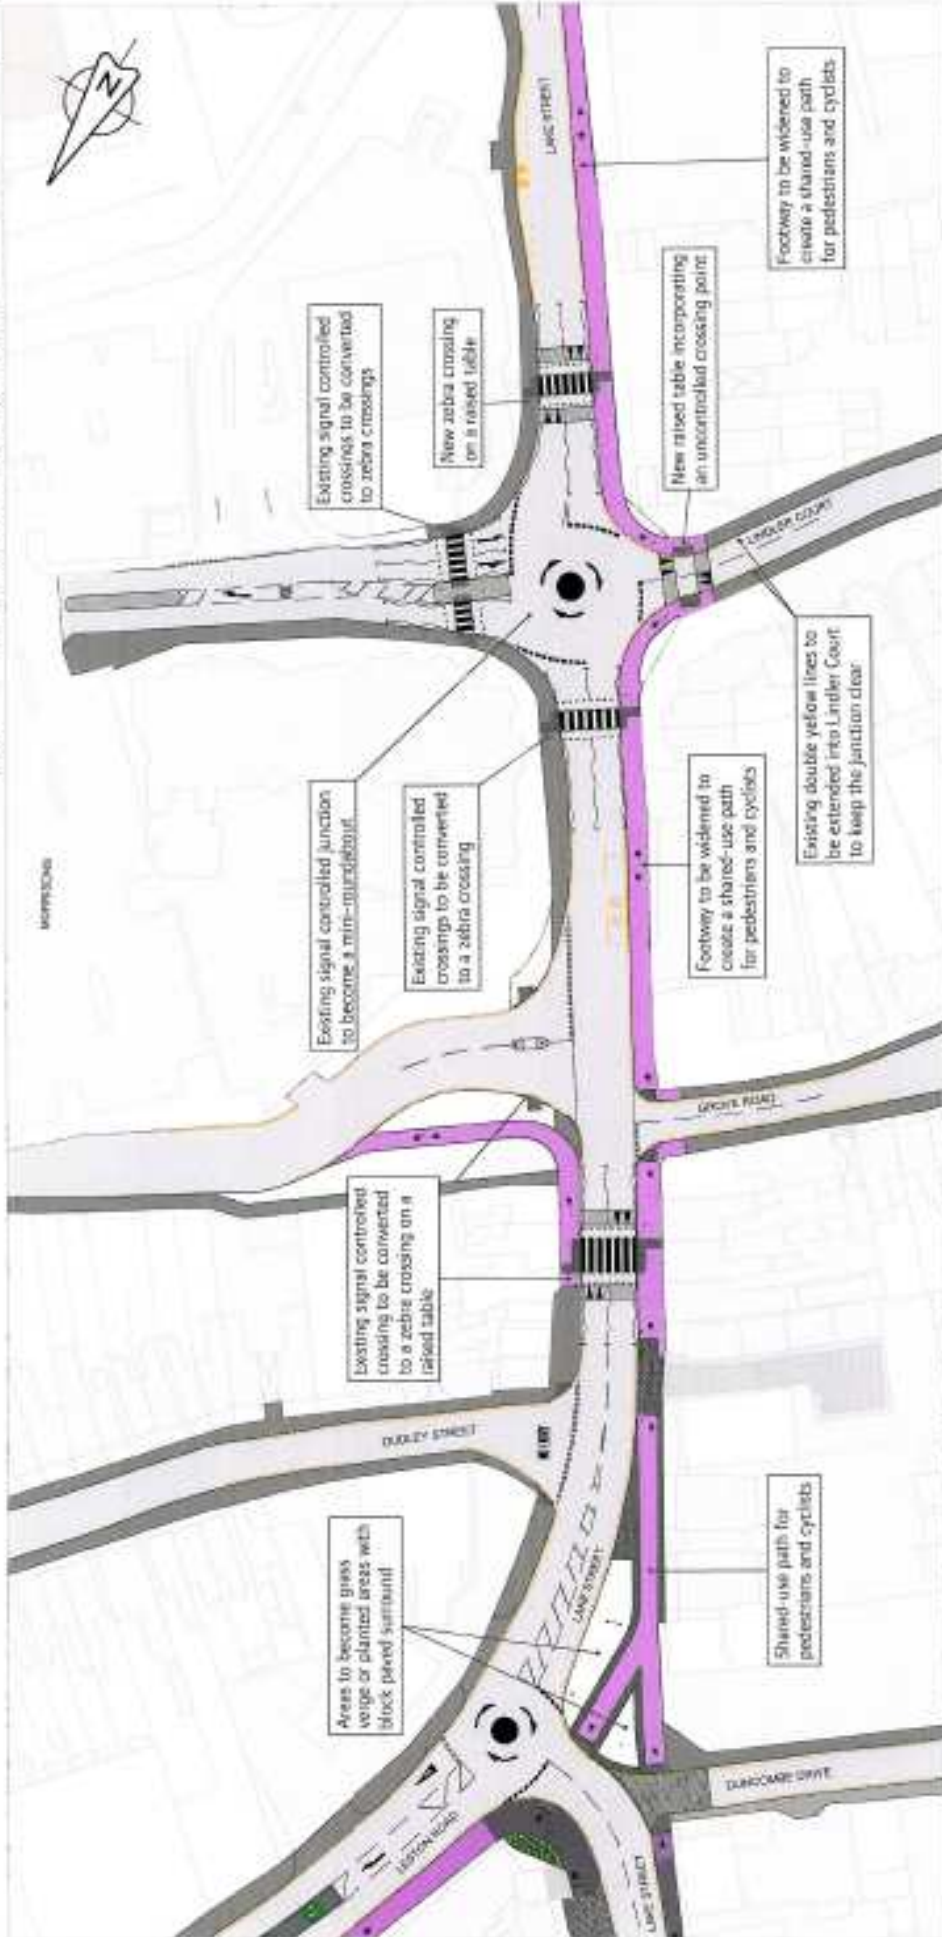 N
LAKE STREET
Footway to be widened to
create a shared-use path
for pedestrians and cyclists
Existing signal controlled
crossings to be converted
to zebra crossings
New zebra crossing
on a raised table
New raised table incorporating
an uncontrolled crossing point
LINDLER COURT
Existing double yellow lines to
be extended into Lindler Court
to keep the junction clear
MORRISONS
Existing signal controlled junction
to become a mini-roundabout
Existing signal controlled
crossings to be converted
to a zebra crossing
Footway to be widened to
create a shared-use path
for pedestrians and cyclists
GROVE ROAD
Existing signal controlled
crossing to be converted
to a zebra crossing on a
raised table
DUDLEY STREET
KEEP
Areas to become grass
verge or planted areas with
block paved surround
LAKE STREET
Shared-use path for
pedestrians and cyclists
LEIGHTON ROAD
DUNCOMBE DRIVE
LAKE STREET